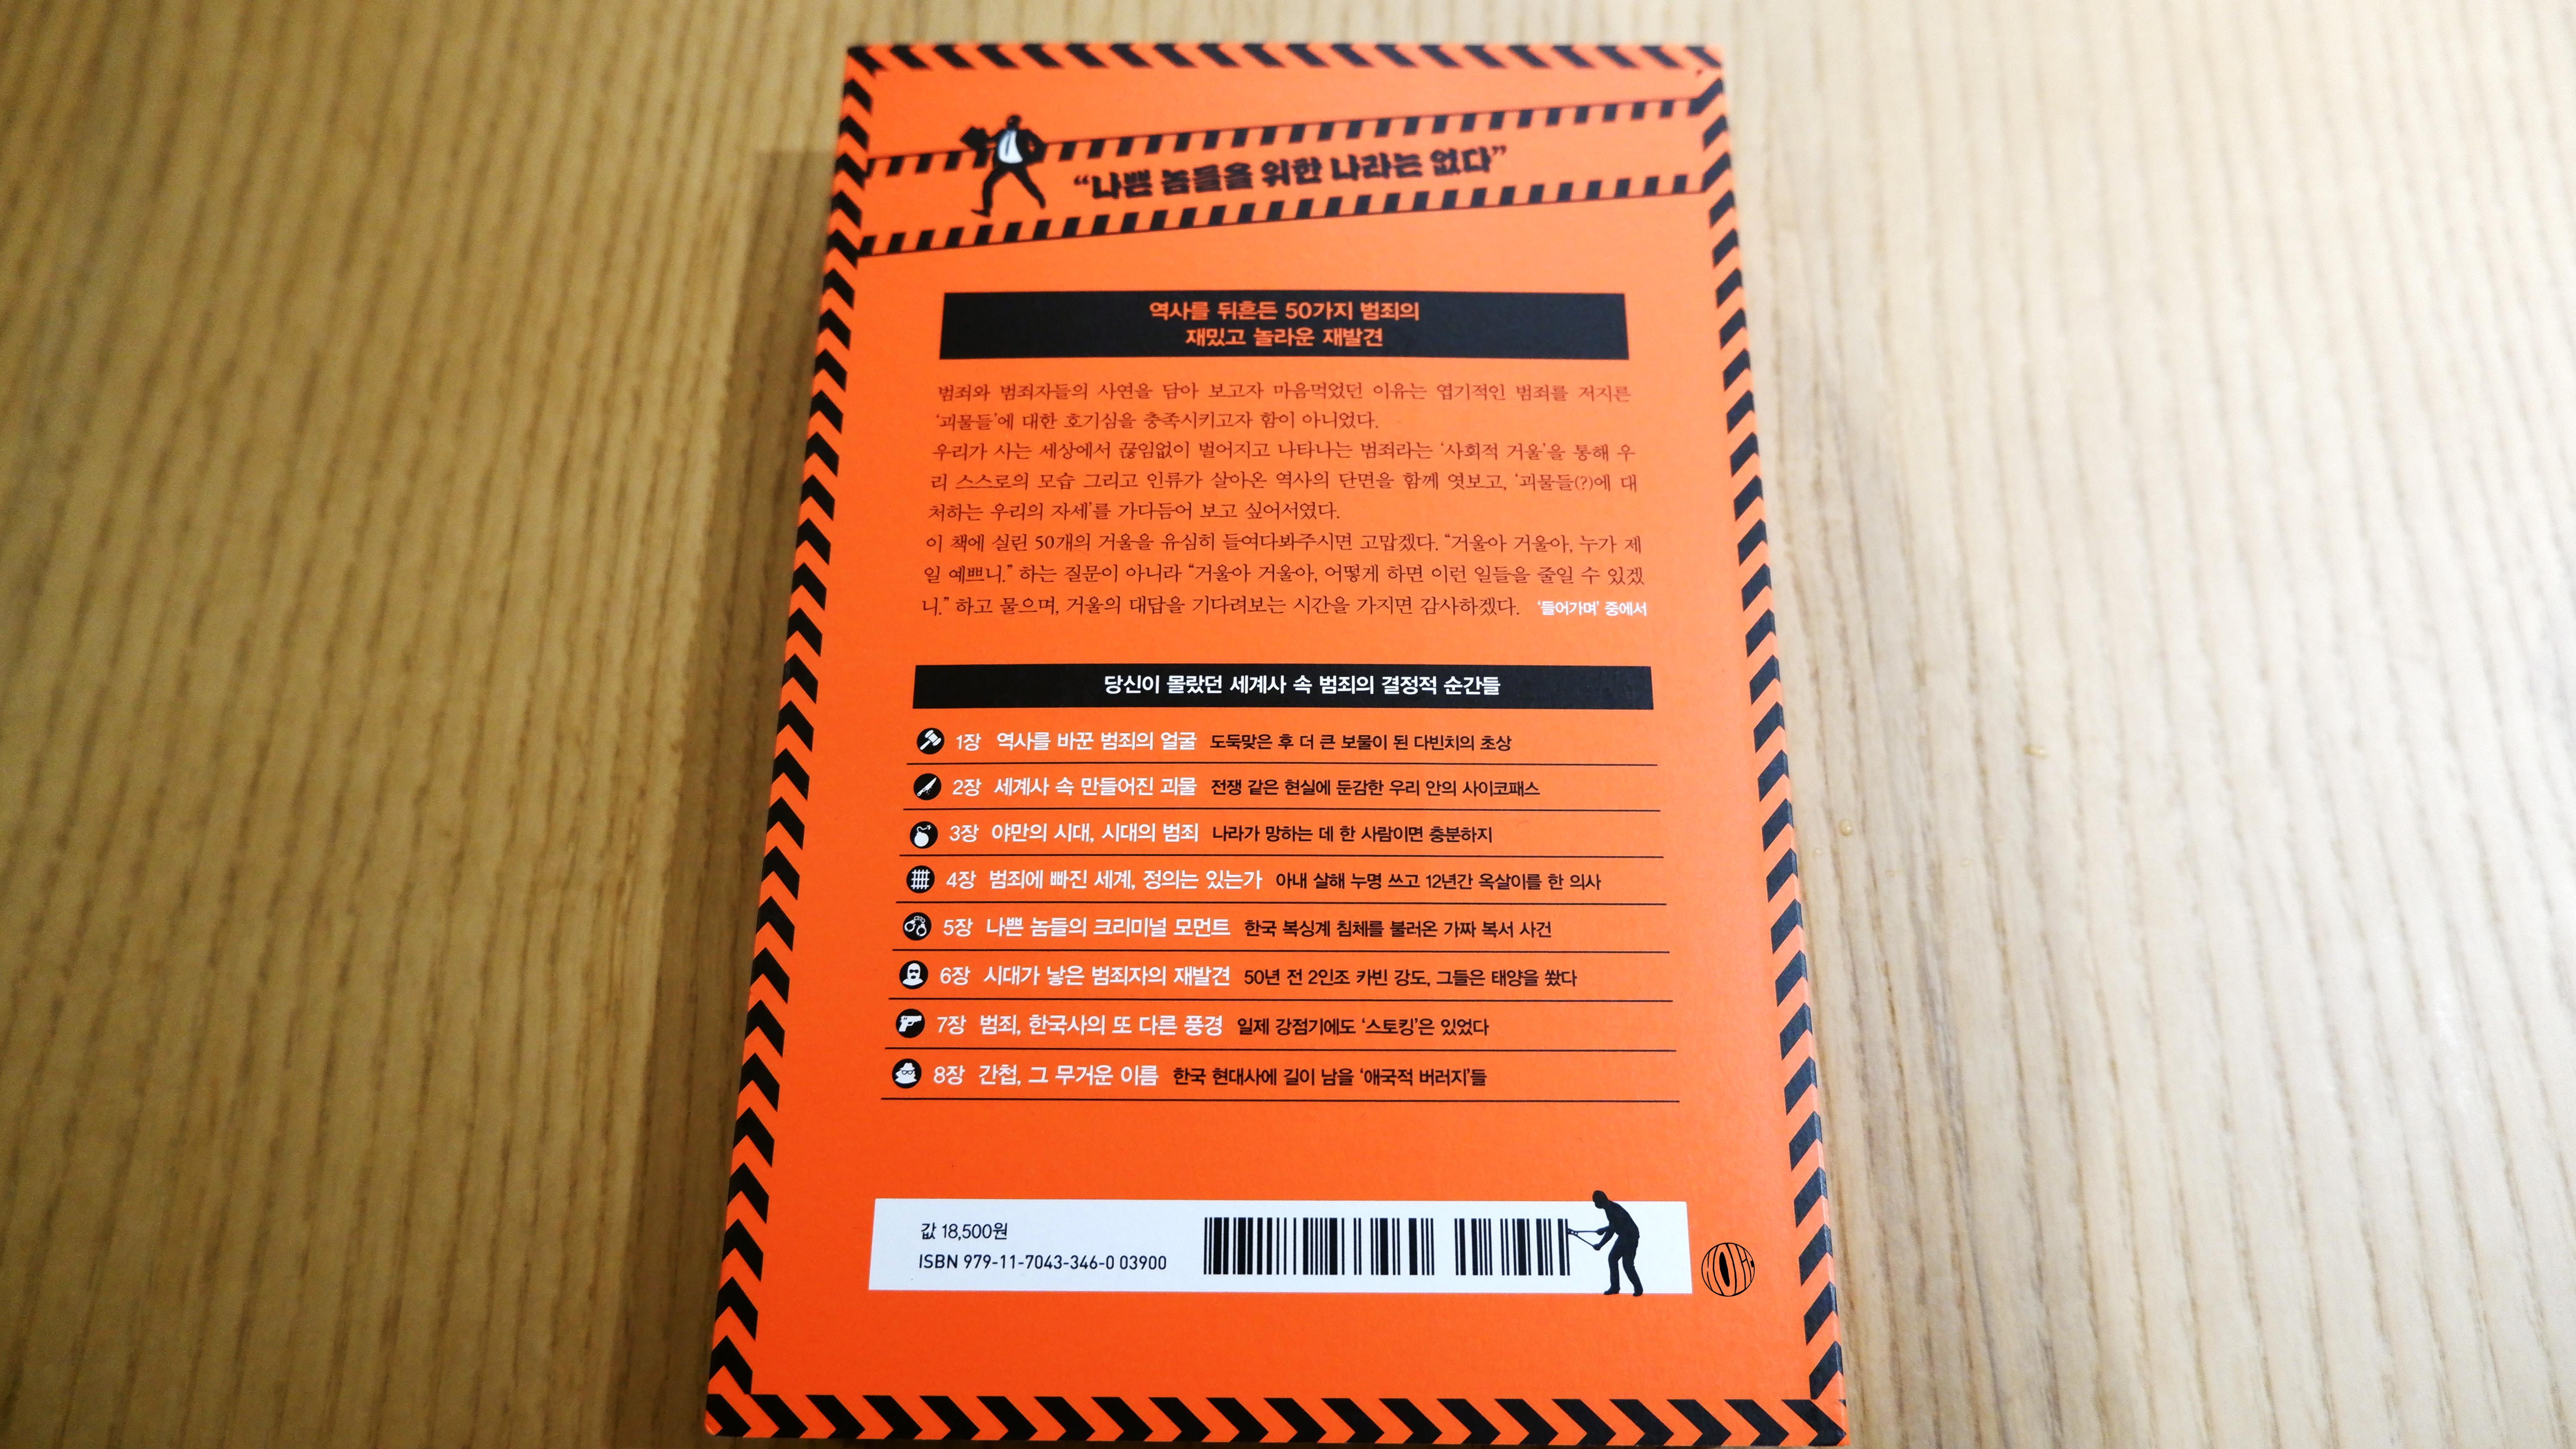 “나쁜 놈들을 위한 나라는 없다”
역사를 뒤흔든 50가지 범죄의
재밌고 놀라운 재발견
범죄와 범죄자들의 사연을 담아 보고자 마음먹었던 이유는 엽기적인 범죄를 저지른
‘괴물들’에 대한 호기심을 충족시키고자 함이 아니었다.
우리가 사는 세상에서 끊임없이 벌어지고 나타나는 범죄라는 ‘사회적 거울’을 통해 우
리 스스로의 모습 그리고 인류가 살아온 역사의 단면을 함께 엿보고, ‘괴물들(?)에 대
처하는 우리의 자세’를 가다듬어 보고 싶어서였다.
이 책에 실린 50개의 거울을 유심히 들여다봐주시면 고맙겠다. “거울아 거울아, 누가 제
일 예쁘니.” 하는 질문이 아니라 “거울아 거울아, 어떻게 하면 이런 일들을 줄일 수 있겠
니.” 하고 물으며, 거울의 대답을 기다려보는 시간을 가지면 감사하겠다. ‘들어가며’ 중에서
당신이 몰랐던 세계사 속 범죄의 결정적 순간들
1장 역사를 바꾼 범죄의 얼굴 도둑맞은 후 더 큰 보물이 된 다빈치의 초상
2장 세계사 속 만들어진 괴물 전쟁 같은 현실에 둔감한 우리 안의 사이코패스
3장 야만의 시대, 시대의 범죄 나라가 망하는 데 한 사람이면 충분하지
4장 범죄에 빠진 세계, 정의는 있는가 아내 살해 누명 쓰고 12년간 옥살이를 한 의사
5장 나쁜 놈들의 크리미널 모먼트 한국 복싱계 침체를 불러온 가짜 복서 사건
6장 시대가 낳은 범죄자의 재발견 50년 전 2인조 카빈 강도, 그들은 태양을 쐈다
7장 범죄, 한국사의 또 다른 풍경 일제 강점기에도 ‘스토킹’은 있었다
8장 간첩, 그 무거운 이름 한국 현대사에 길이 남을 ‘애국적 버러지’들
값 18,500원
ISBN 979-11-7043-346-0 03900